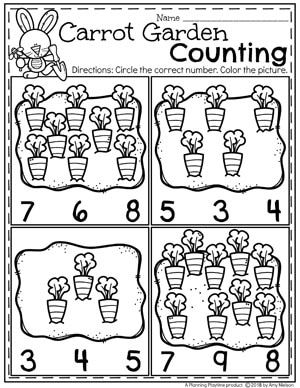 Name
Carrot Garden
Counting
Directions: Circle the correct number. Color the picture.
7 6 8
5 3 4
3 4 5
7 9 8
A Planning Playtime product © 2018 by Amy Nelson